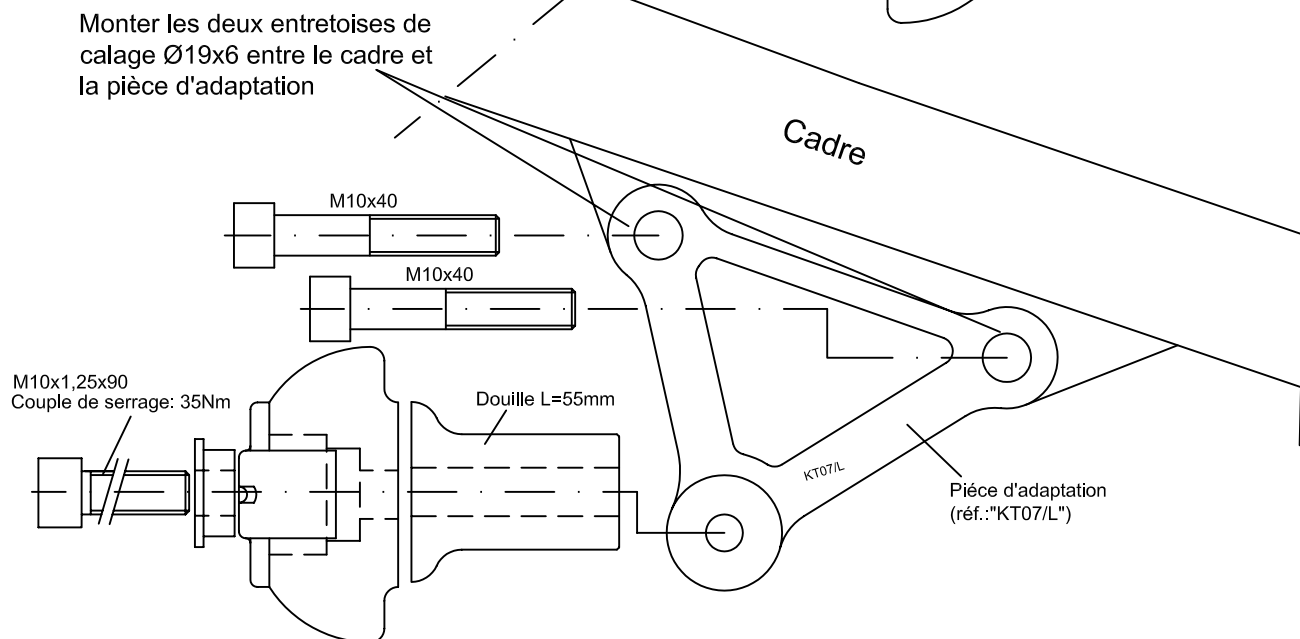 Monter les deux entretoises de
calage Ø19x6 entre le cadre et
la pièce d'adaptation
Cadre
M10x40
M10x40
M10x1,25x90
Couple de serrage: 35Nm
Douille L=55mm
KT07/L
Piéce d'adaptation
(réf.:"KT07/L")